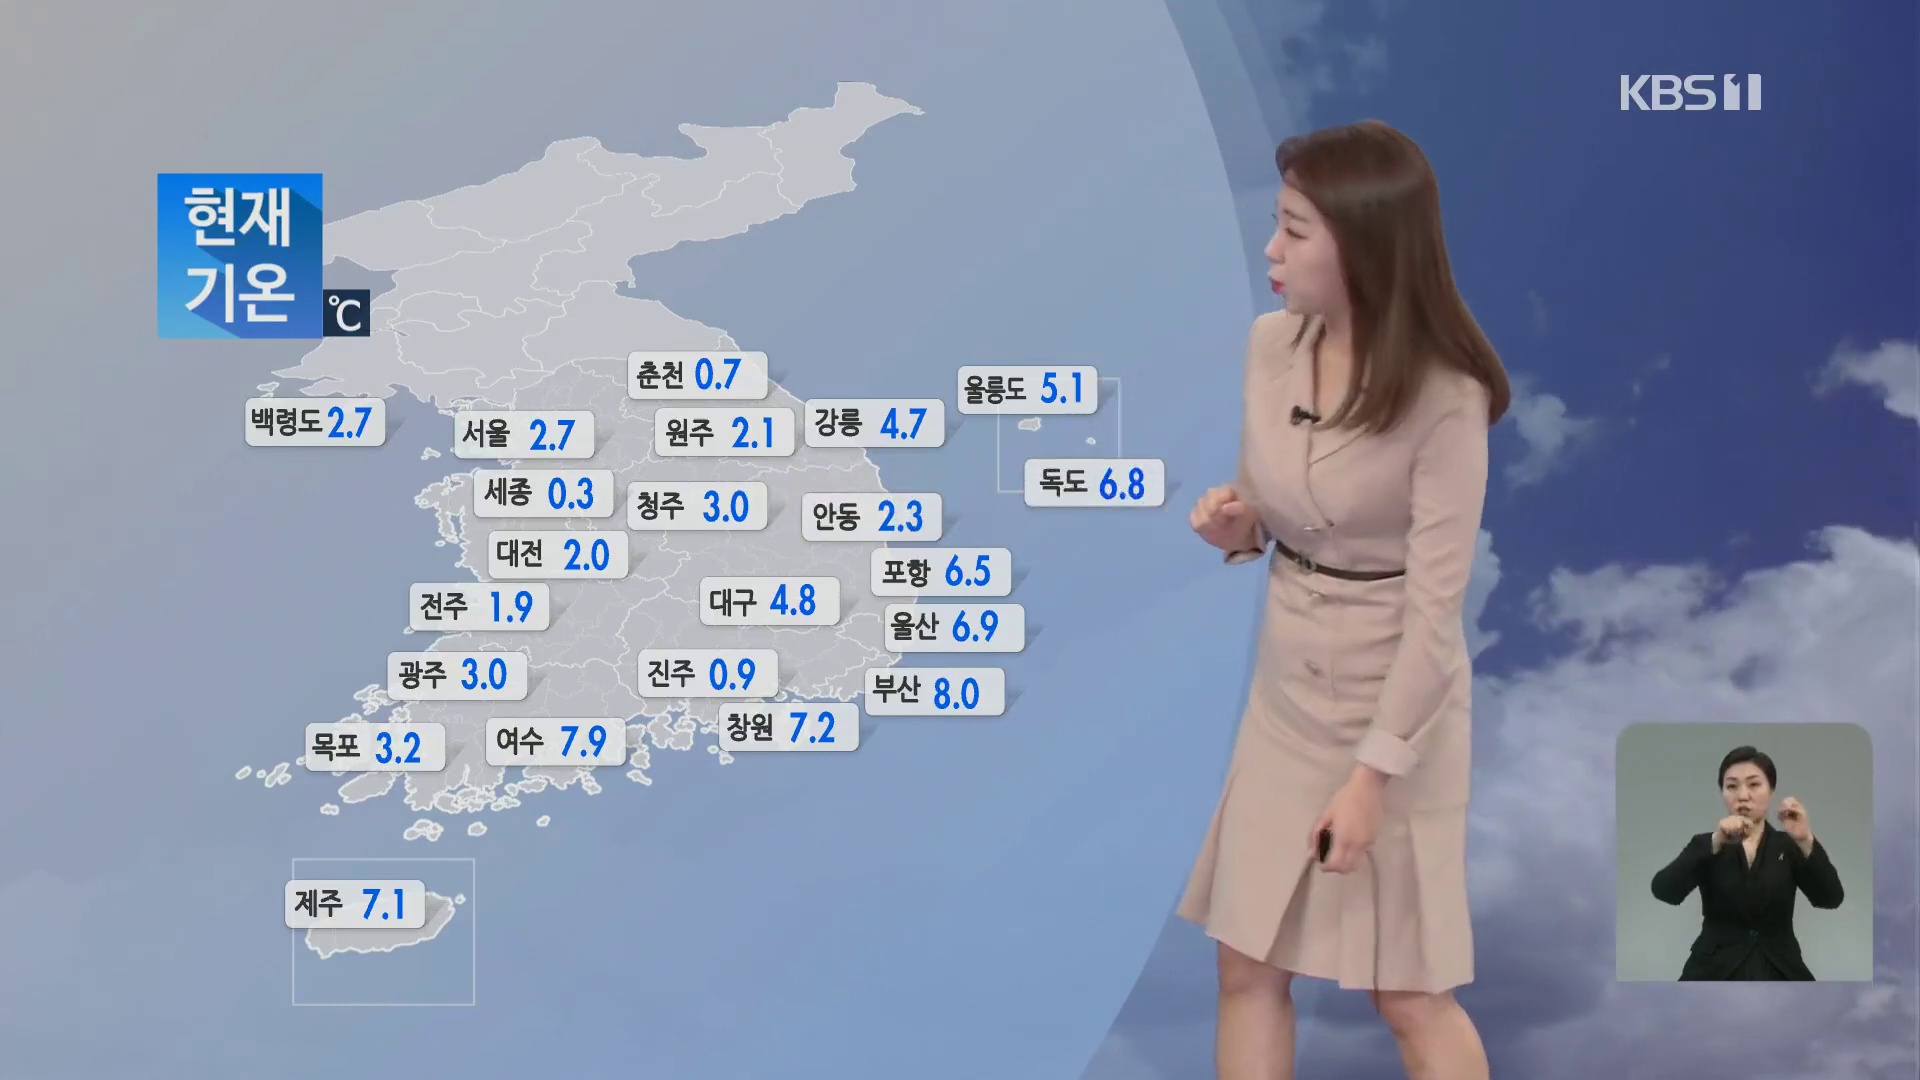 KBS 1
현재
기온
℃
춘천 0.7
울릉도 5.1
백령도 2.7
서울 2.7
원주 2.1
강릉 4.7
독도 6.8
세종 0.3
청주 3.0
안동 2.3
대전 2.0
포항 6.5
전주 1.9
대구 4.8
울산 6.9
광주 3.0
진주 0.9
부산 8.0
목포 3.2
여수 7.9
창원 7.2
제주 7.1